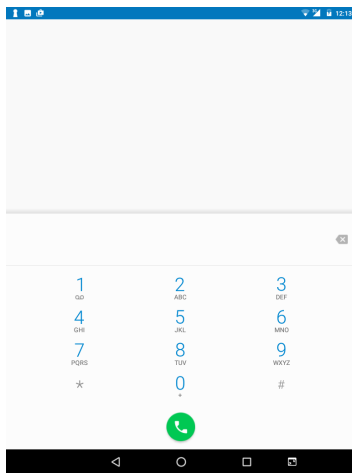 12:13
1 2 3
ABC DEF
4 5 6
GHI JKL MNO
7 8 9
PQRS TUV WXYZ
* 0 #
+